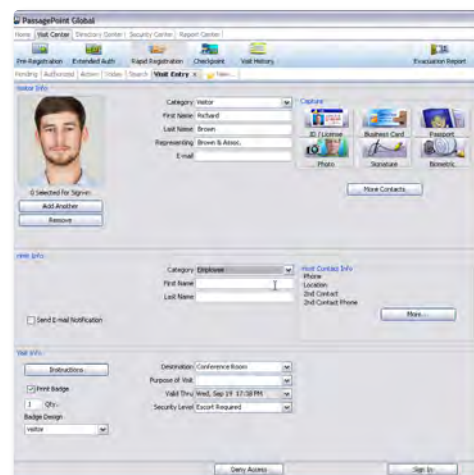 PassagePoint Global
Home Visit Center Directory Center Security Center Report Center
Pre-Registration Extended Auth Rapid Registration Checkpoint Visit History Evacuation Report
Pending Authorized Action Video Search Visit Entry x New...
Visitor Info
Category Visitor
First Name Richard
Last Name Brown
Representing Brown & Assoc.
E-mail
Capture
ID / License Business Card Passport
Photo Signature Biometric
0 Selected for Sign-in
Add Another
Remove
More Contacts
Host Info
Category Employee
First Name
Last Name
Send E-mail Notification
Host Contact Info
Phone
Location
2nd Contact
2nd Contact Phone
More...
Visit Info
Instructions
Print Badge
1 Qty.
Badge Design
visitor
Destination Conference Room
Purpose of Visit
Valid Thru Wed, Sep 19 17:38 PM
Security Level Escort Required
Deny Access Sign In